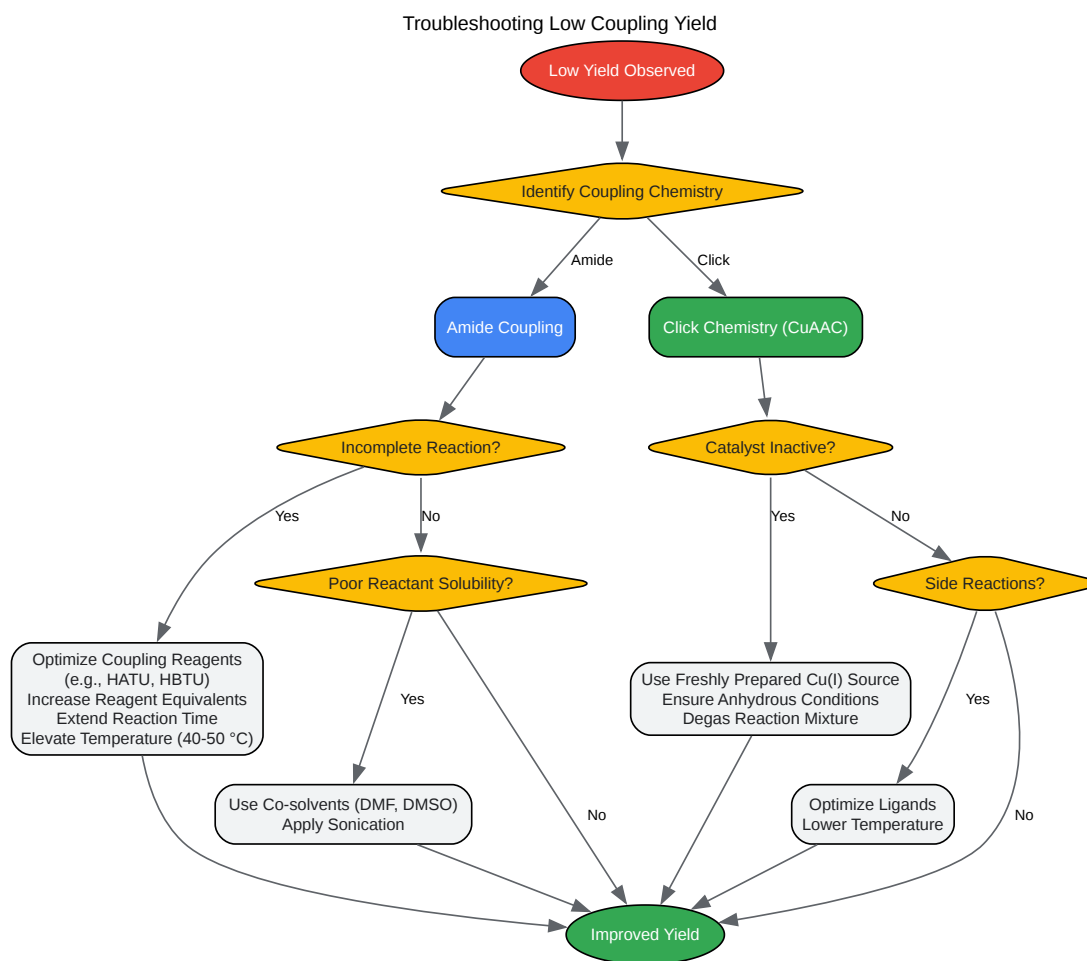 Troubleshooting Low Coupling Yield
Low Yield Observed
Identify Coupling Chemistry
Amide
Click
Amide Coupling
Click Chemistry (CuAAC)
Incomplete Reaction?
Catalyst Inactive?
Yes
No
Yes
No
Poor Reactant Solubility?
Side Reactions?
Optimize Coupling Reagents
(e.g., HATU, HBTU)
Increase Reagent Equivalents
Extend Reaction Time
Elevate Temperature (40-50 °C)
Yes
Use Freshly Prepared Cu(I) Source
Ensure Anhydrous Conditions
Degas Reaction Mixture
Yes
Use Co-solvents (DMF, DMSO)
Apply Sonication
No
Optimize Ligands
Lower Temperature
No
Improved Yield